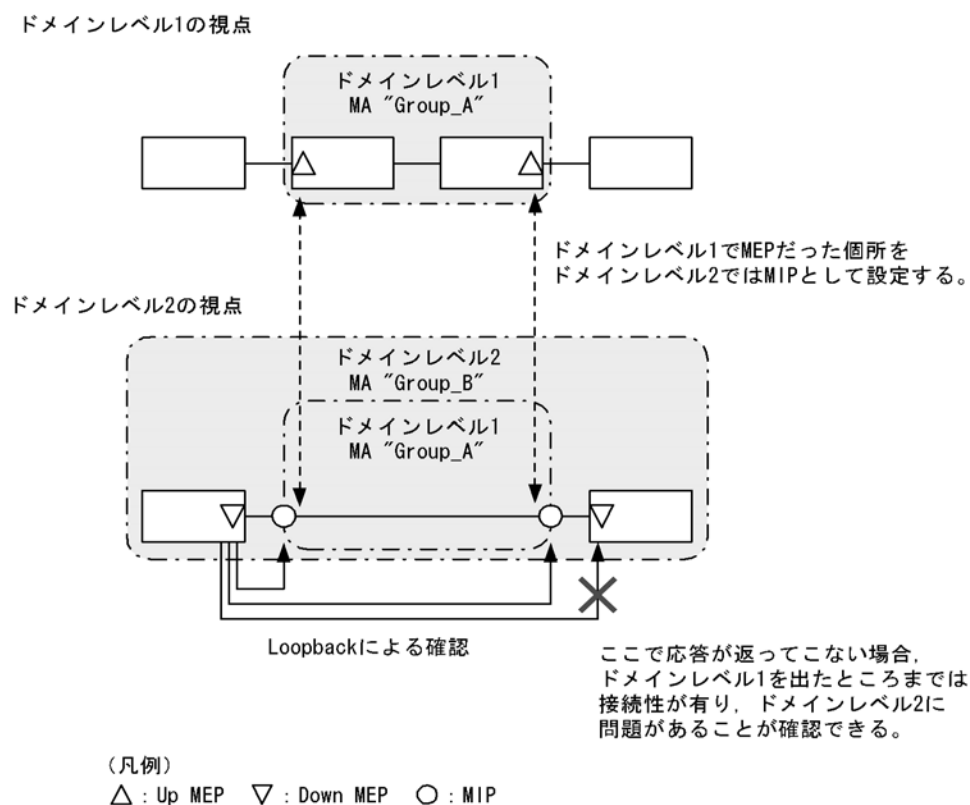 ドメインレベル1の視点
ドメインレベル1
MA "Group_A"
ドメインレベル1でMEPだった個所を
ドメインレベル2ではMIPとして設定する。
ドメインレベル2の視点
ドメインレベル2
MA "Group_B"
ドメインレベル1
MA "Group_A"
Loopbackによる確認
ここで応答が返ってこない場合，
ドメインレベル1を出たところまでは
接続性が有り，ドメインレベル2に
問題があることが確認できる。
（凡例）
△ : Up MEP ▽ : Down MEP ○ : MIP